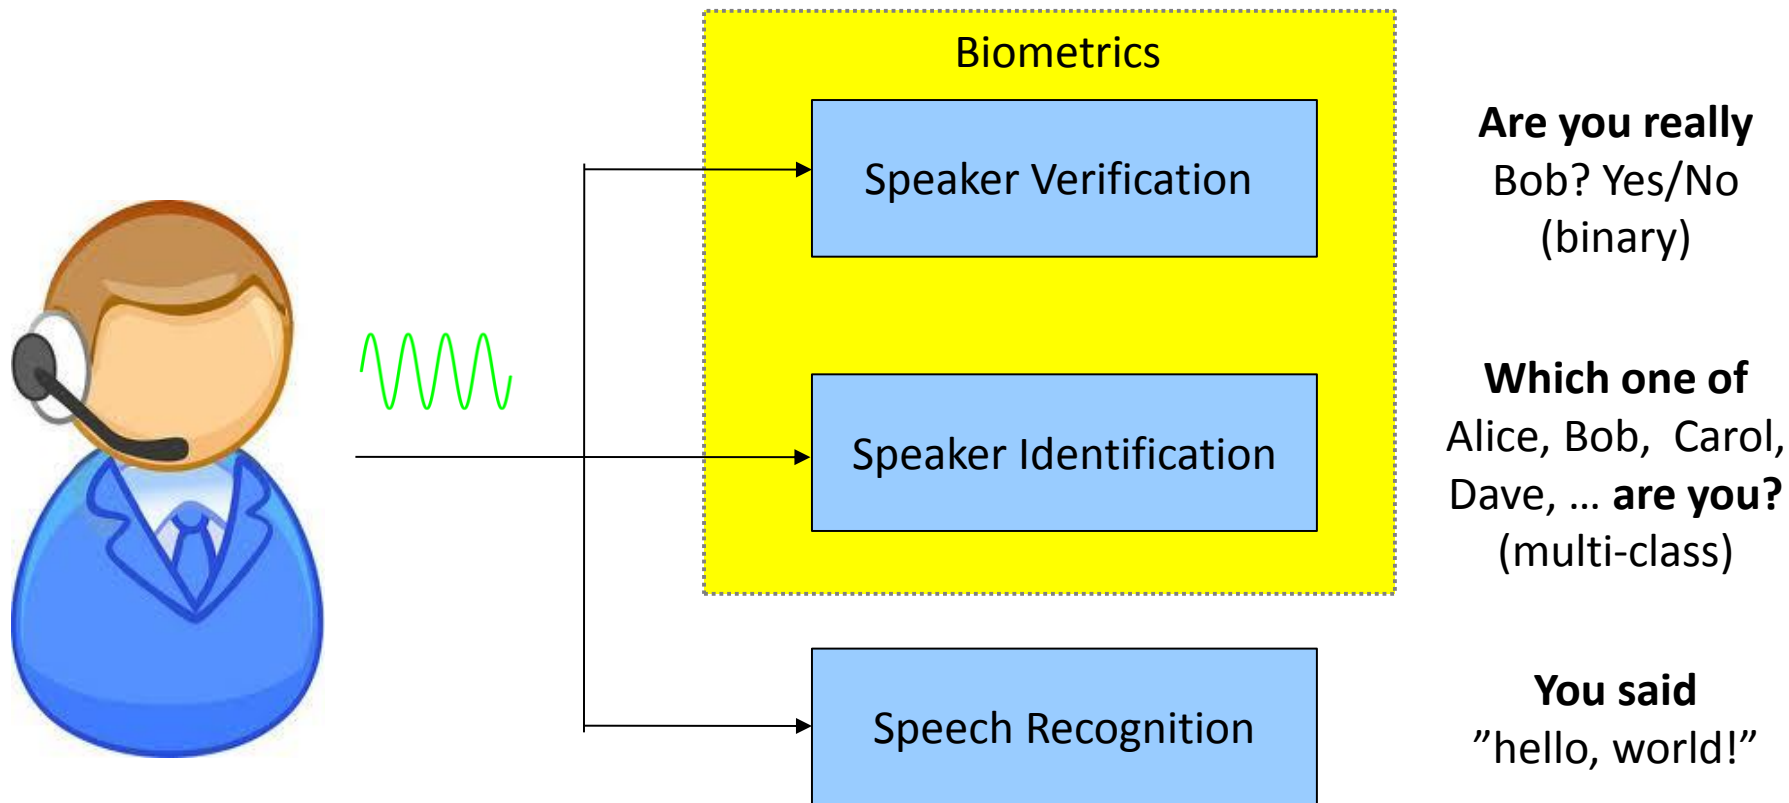 Biometrics
Speaker Verification
Are you really
Bob? Yes/No
(binary)
Speaker Identification
Which one of
Alice, Bob, Carol,
Dave, … are you?
(multi-class)
Speech Recognition
You said
”hello, world!”